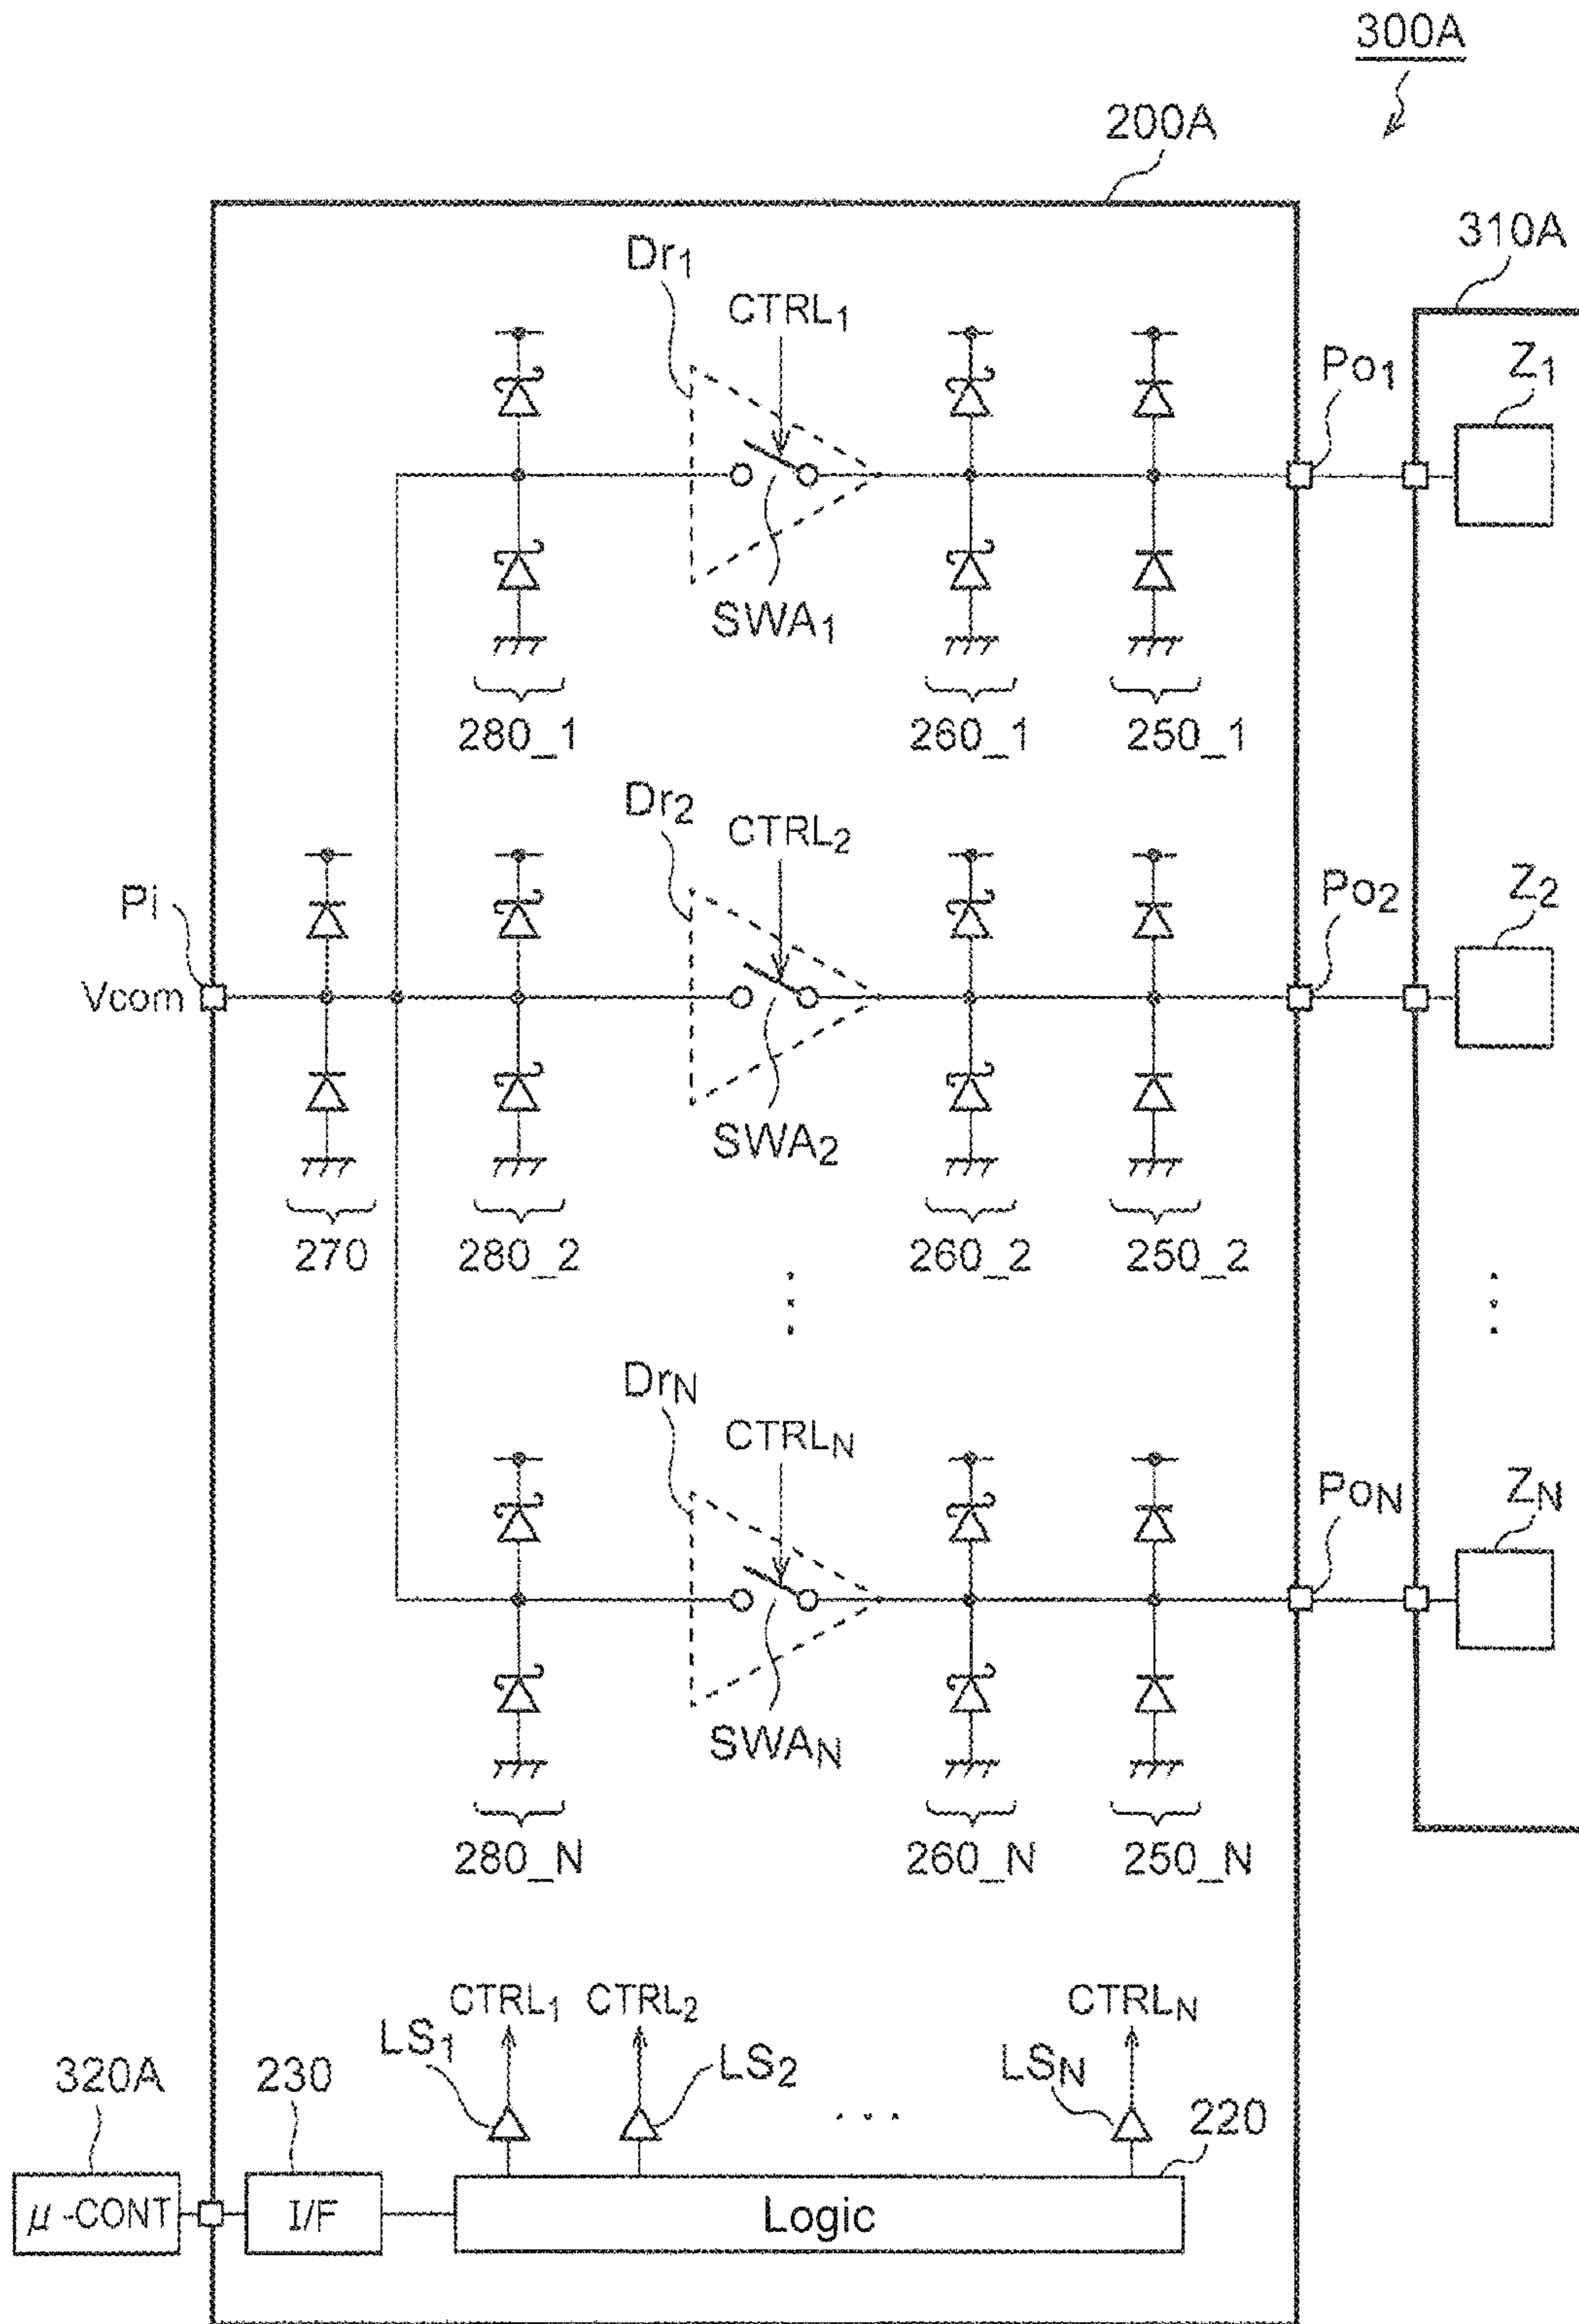 300A
200A
310A
Dr1
CTRL1
Po1
Z1
SWA1
280_1
260_1
250_1
Dr2
CTRL2
Pi
Po2
Z2
Vcom
SWA2
270
280_2
260_2
250_2
DrN
CTRLN
PoN
ZN
SWAN
280_N
260_N
250_N
CTRL1
CTRL2
CTRLN
LS1
LS2
LSN
320A
230
220
μ-CONT
I/F
Logic